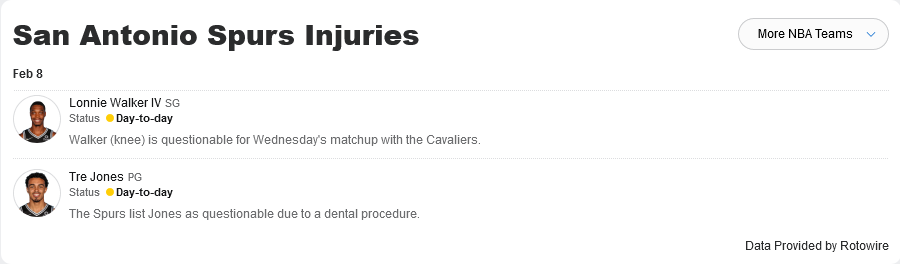 San Antonio Spurs Injuries
More NBA Teams
Feb 8
Lonnie Walker IV SG
Status Day-to-day
Walker (knee) is questionable for Wednesday's matchup with the Cavaliers.
Tre Jones PG
Status Day-to-day
The Spurs list Jones as questionable due to a dental procedure.
Data Provided by Rotowire